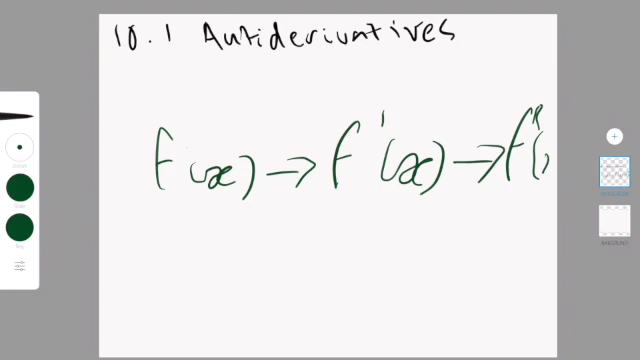 10.1 Antiderivatives
f(x) → f'(x) → f"(